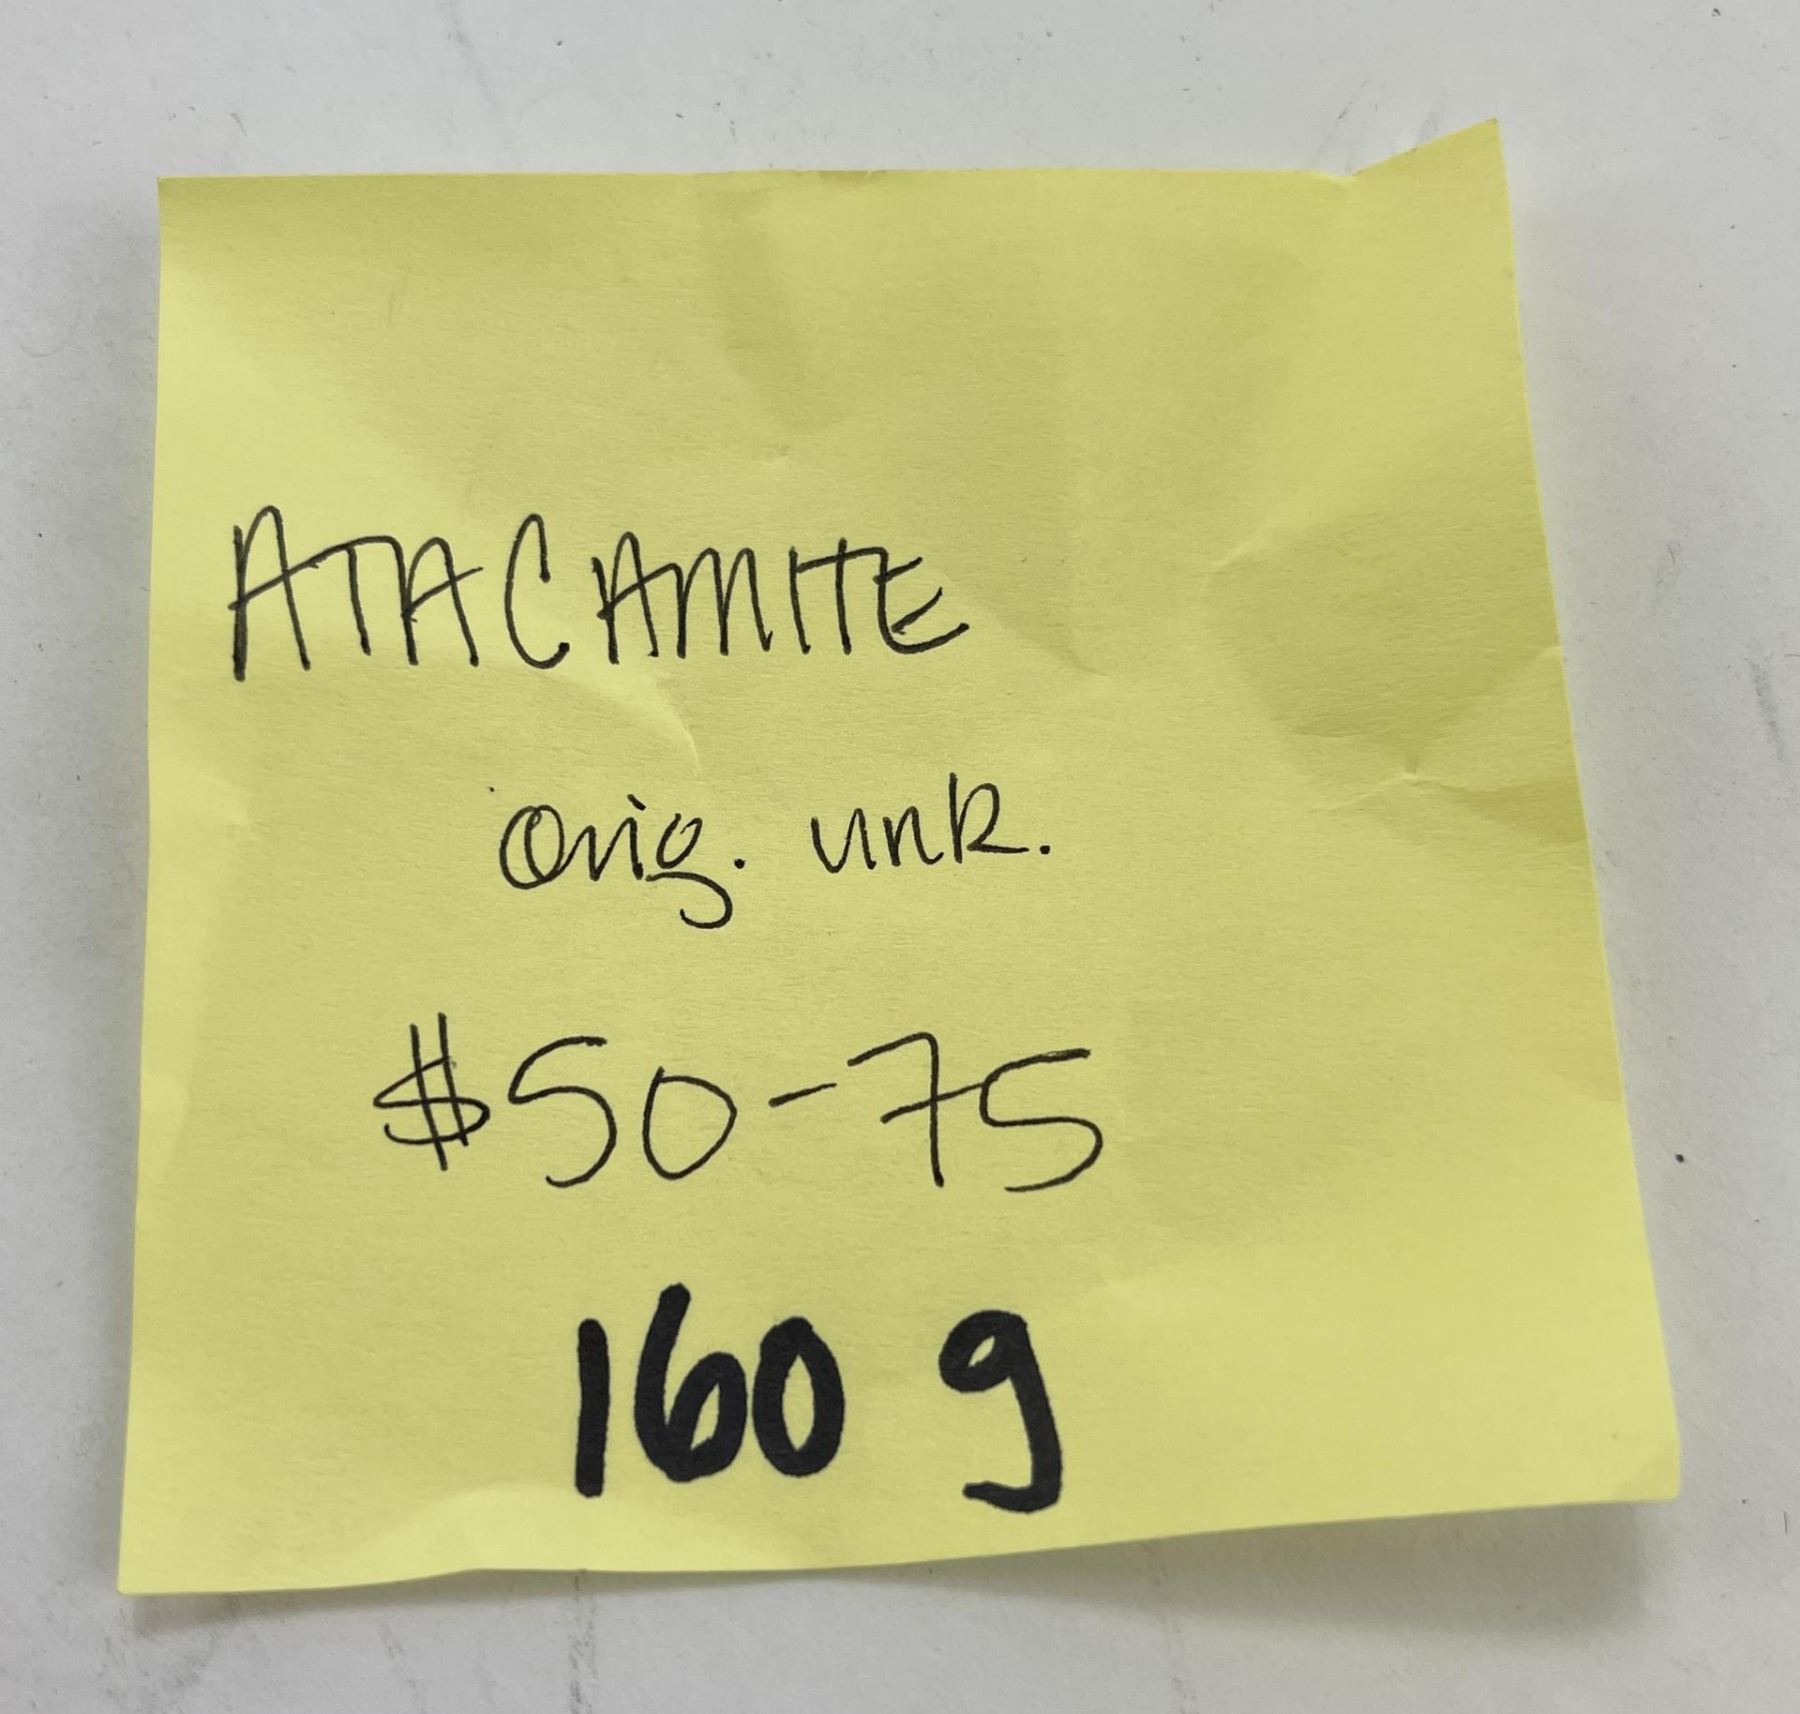 ATACAMITE
orig. unk.
$50-75
160 g